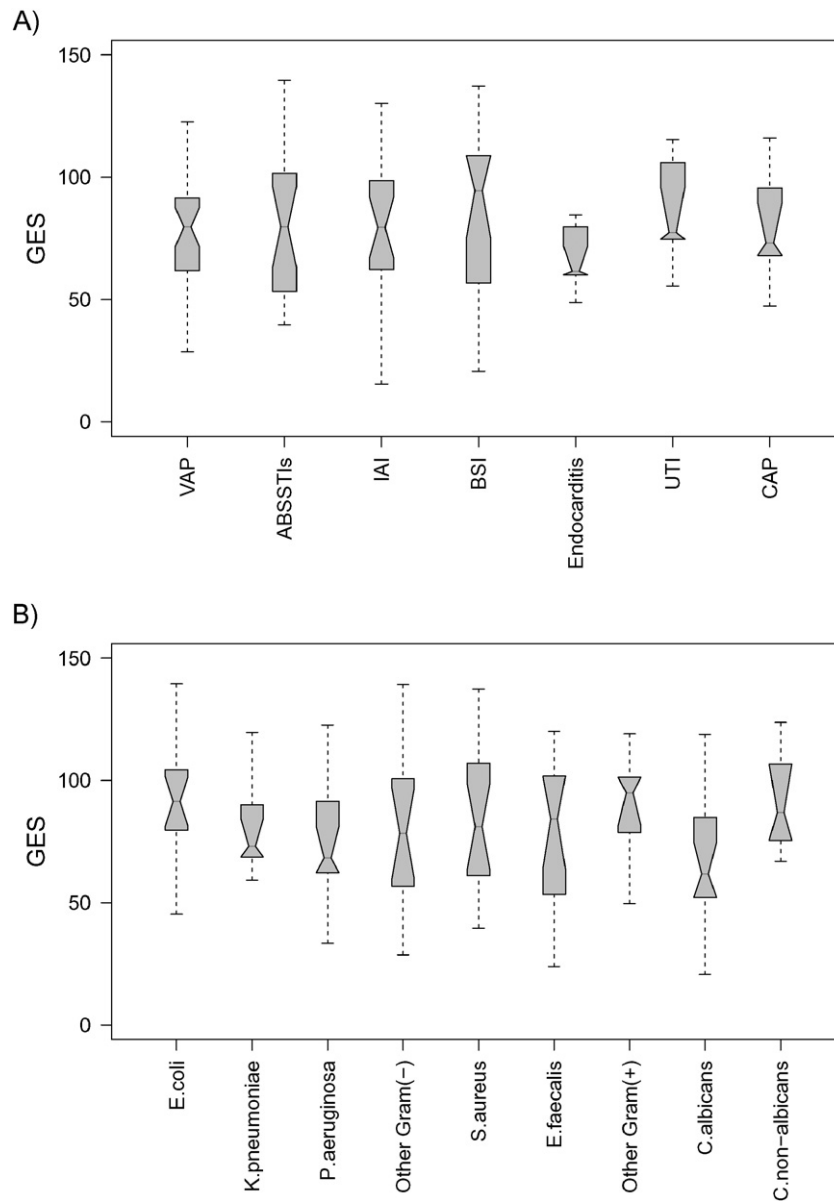 A)
150
100
50
0
GES
VAP
ABSSTIs
IAI
BSI
Endocarditis
UTI
CAP
B)
150
100
50
0
GES
E.coli
K.pneumoniae
P.aeruginosa
Other Gram(−)
S.aureus
E.faecalis
Other Gram(+)
C.albicans
C.non−albicans